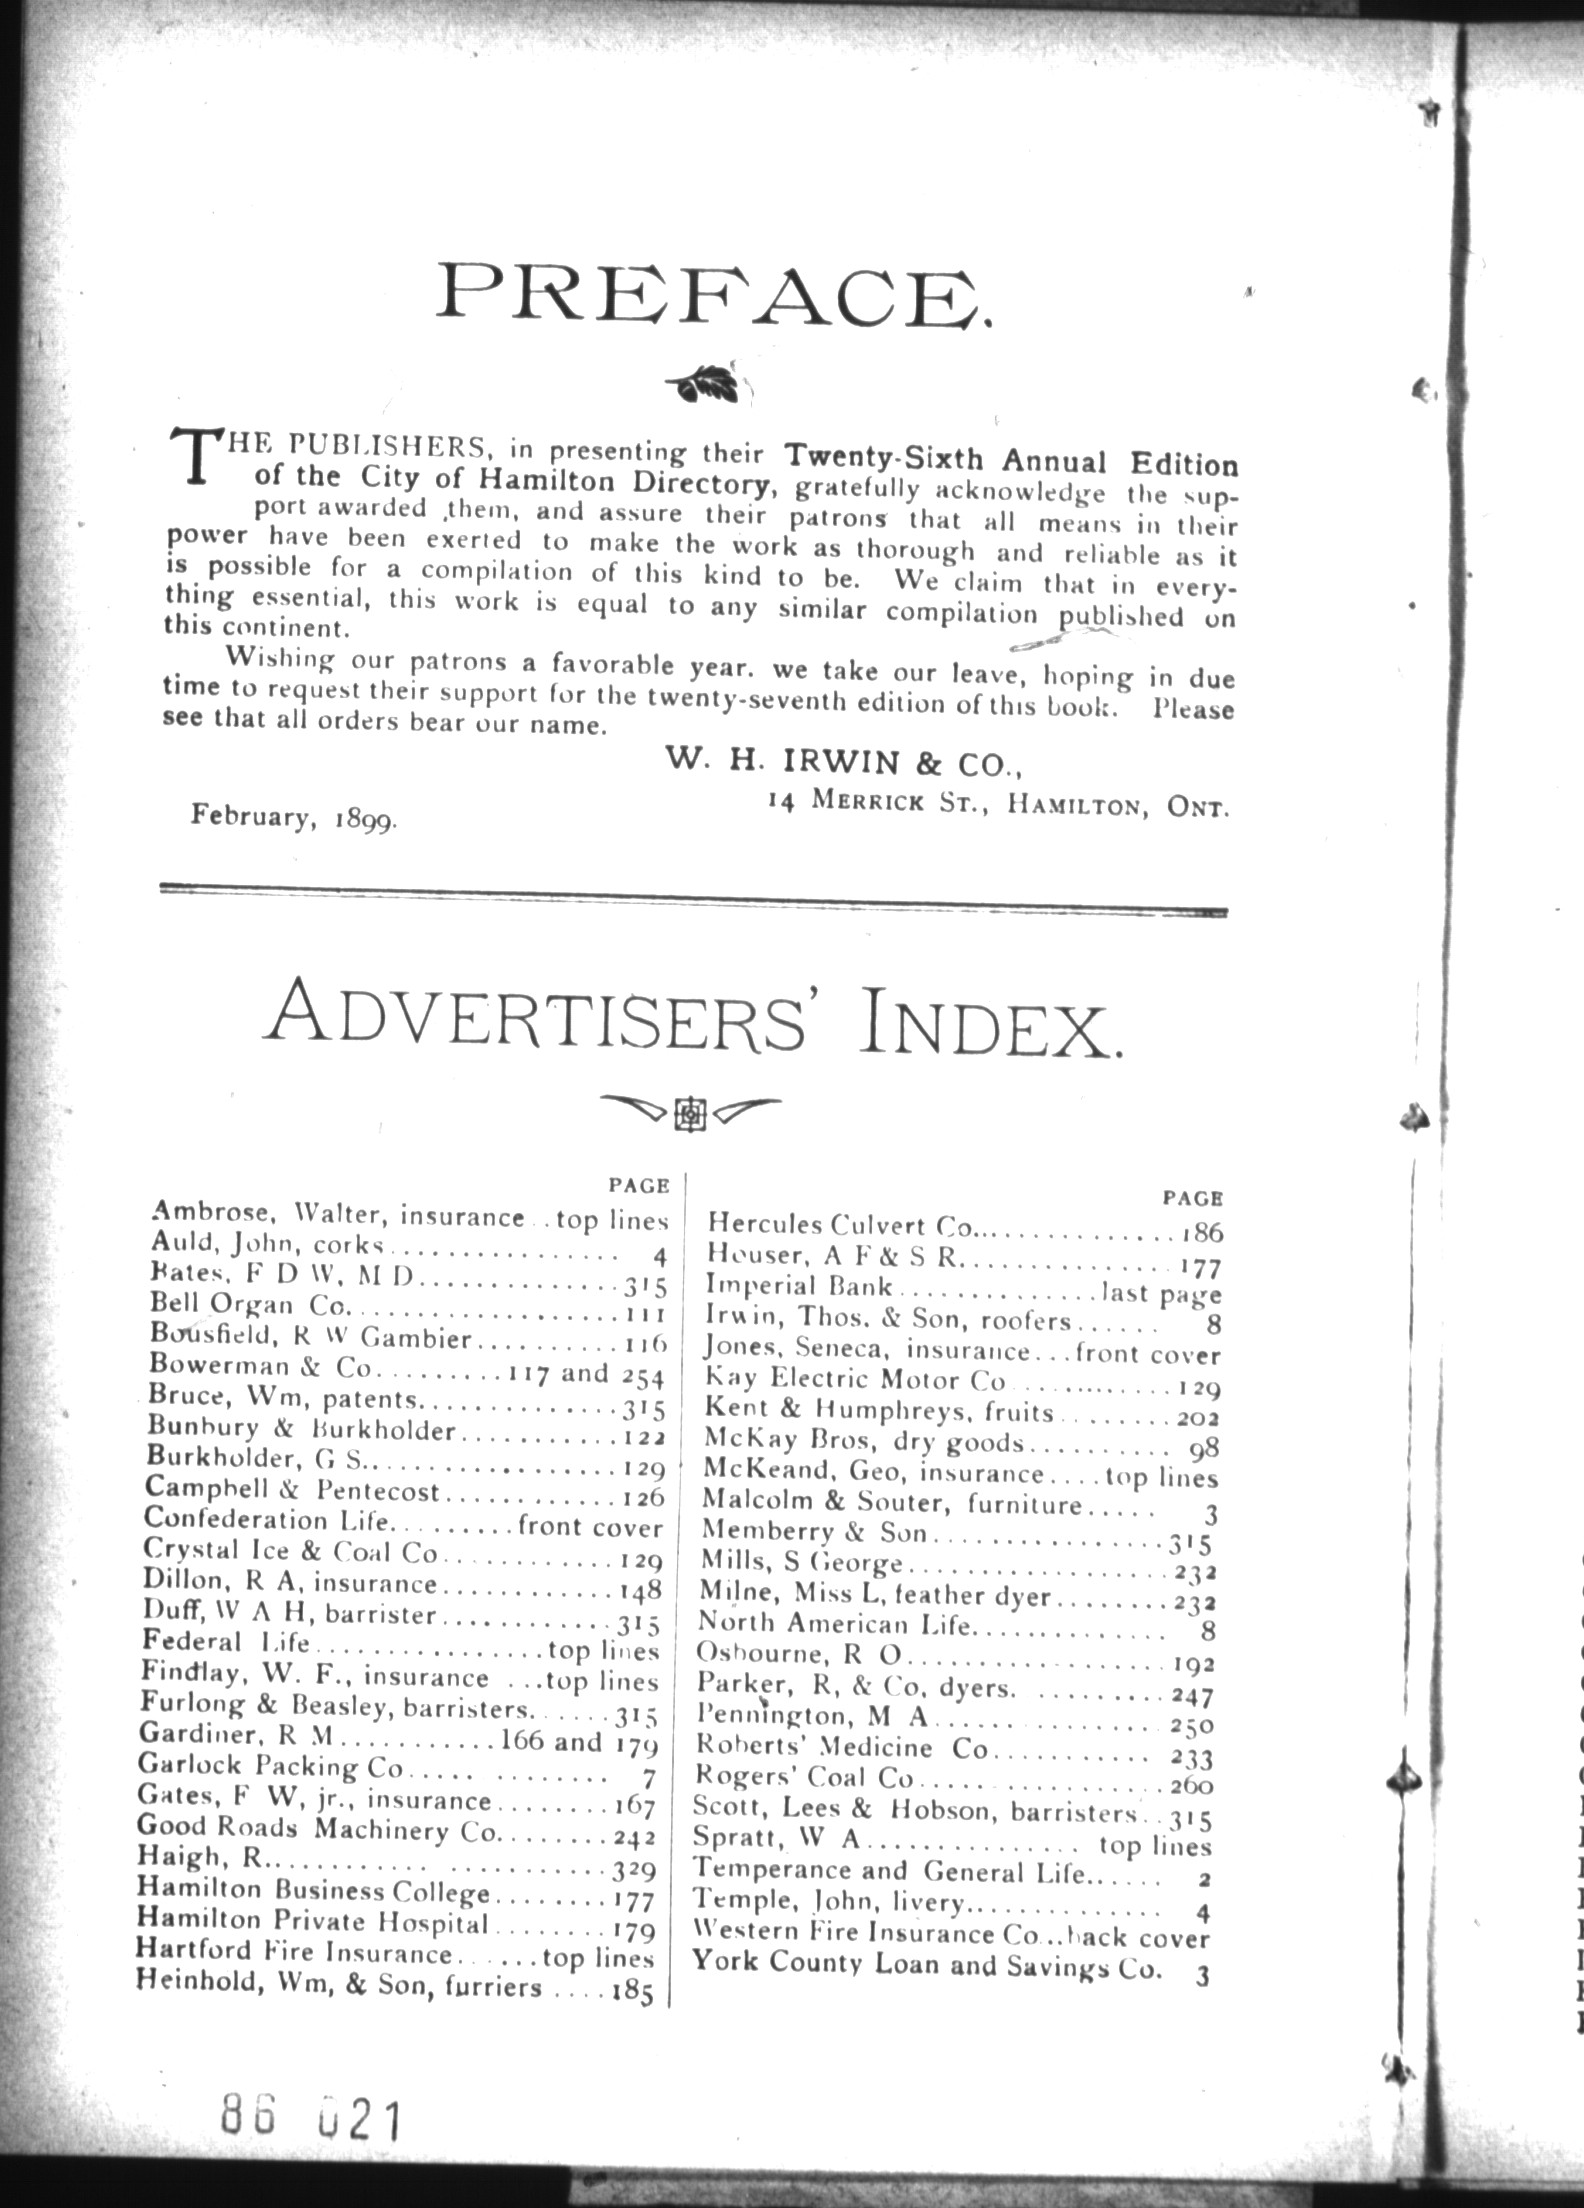 PREFACE.
THE PUBLISHERS, in presenting their Twenty-Sixth Annual Edition
of the City of Hamilton Directory, gratefully acknowledge the sup-
port awarded them, and assure their patrons that all means in their
power have been exerted to make the work as thorough and reliable as it
is possible for a compilation of this kind to be. We claim that in every-
thing essential, this work is equal to any similar compilation published on
this continent.
Wishing our patrons a favorable year. we take our leave, hoping in due
time to request their support for the twenty-seventh edition of this book. Please
see that all orders bear our name.
W. H. IRWIN & CO.,
14 MERRICK ST., HAMILTON, ONT.
February, 1899.
ADVERTISERS' INDEX.
PAGE
Ambrose, Walter, insurance . . top lines
Auld, John, corks ................ 4
Bates, F D W, M D .............. 315
Bell Organ Co. .................. 111
Bousfield, R W Gambier .......... 116
Bowerman & Co ......... 117 and 254
Bruce, Wm, patents .............. 315
Bunbury & Burkholder ........... 122
Burkholder, G S .................. 129
Campbell & Pentecost ............ 126
Confederation Life ......... front cover
Crystal Ice & Coal Co ............ 129
Dillon, R A, insurance ............ 148
Duff, W A H, barrister ............ 315
Federal Life ................ top lines
Findlay, W. F., insurance ... top lines
Furlong & Beasley, barristers ...... 315
Gardiner, R M ........... 166 and 179
Garlock Packing Co ............. 7
Gates, F W, jr., insurance ........ 167
Good Roads Machinery Co ........ 242
Haigh, R ....................... 329
Hamilton Business College ........ 177
Hamilton Private Hospital ........ 179
Hartford Fire Insurance ...... top lines
Heinhold, Wm, & Son, furriers .... 185
PAGE
Hercules Culvert Co ............... 186
Houser, A F & S R ................ 177
Imperial Bank .............. last page
Irwin, Thos. & Son, roofers ...... 8
Jones, Seneca, insurance ... front cover
Kay Electric Motor Co ........... 129
Kent & Humphreys, fruits ........ 202
McKay Bros, dry goods .......... 98
McKeand, Geo, insurance .... top lines
Malcolm & Souter, furniture ..... 3
Memberry & Son ................ 315
Mills, S George .................. 232
Milne, Miss L, feather dyer ........ 232
North American Life .............. 8
Osbourne, R O .................. 192
Parker, R, & Co, dyers. ......... 247
Pennington, M A ................ 250
Roberts' Medicine Co ............ 233
Rogers' Coal Co ................. 260
Scott, Lees & Hobson, barristers .. 315
Spratt, W A ............... top lines
Temperance and General Life ...... 2
Temple, John, livery .............. 4
Western Fire Insurance Co ... back cover
York County Loan and Savings Co. 3
86 021